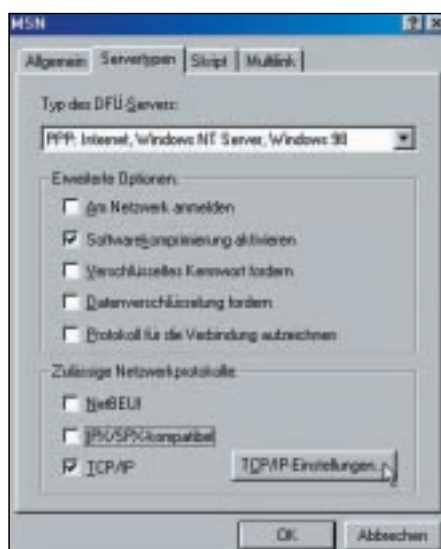 MSN
Allgemein Servertypen Skript Multilink
Typ des DFÜ-Servers:
PPP: Internet, Windows NT Server, Windows 98
Erweiterte Optionen:
Am Netzwerk anmelden
Softwarekomprimierung aktivieren
Verschlüsseltes Kennwort fordern
Datenverschlüsselung fordern
Protokoll für die Verbindung aufzeichnen
Zulässige Netzwerkprotokolle
NetBEUI
IPX/SPX-kompatibel
TCP/IP TCP/IP-Einstellungen...
OK Abbrechen